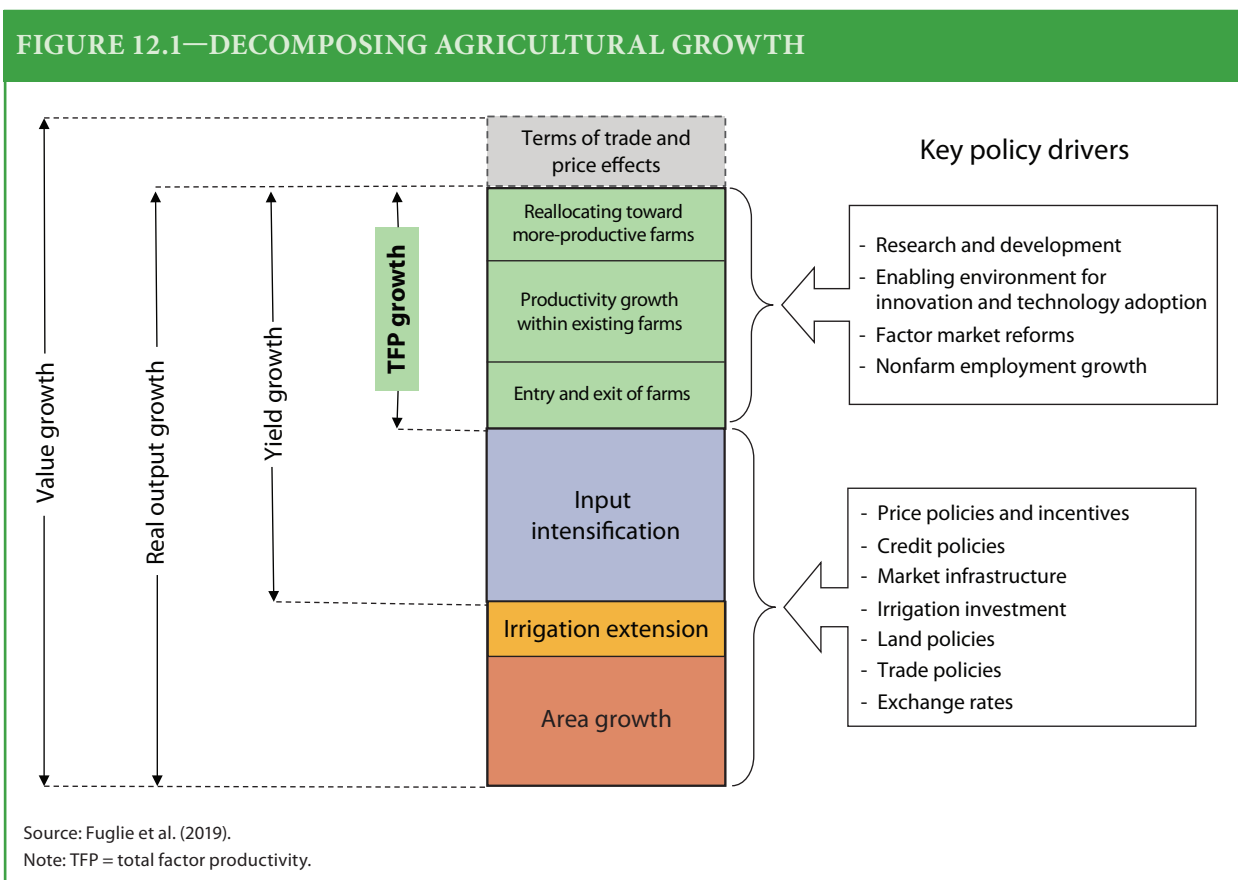 FIGURE 12.1—DECOMPOSING AGRICULTURAL GROWTH
Value growth
Real output growth
Yield growth
TFP growth
Terms of trade and
price effects
Reallocating toward
more-productive farms
Productivity growth
within existing farms
Entry and exit of farms
Input
intensification
Irrigation extension
Area growth
Key policy drivers
- Research and development
- Enabling environment for
innovation and technology adoption
- Factor market reforms
- Nonfarm employment growth
- Price policies and incentives
- Credit policies
- Market infrastructure
- Irrigation investment
- Land policies
- Trade policies
- Exchange rates
Source: Fuglie et al. (2019).
Note: TFP = total factor productivity.